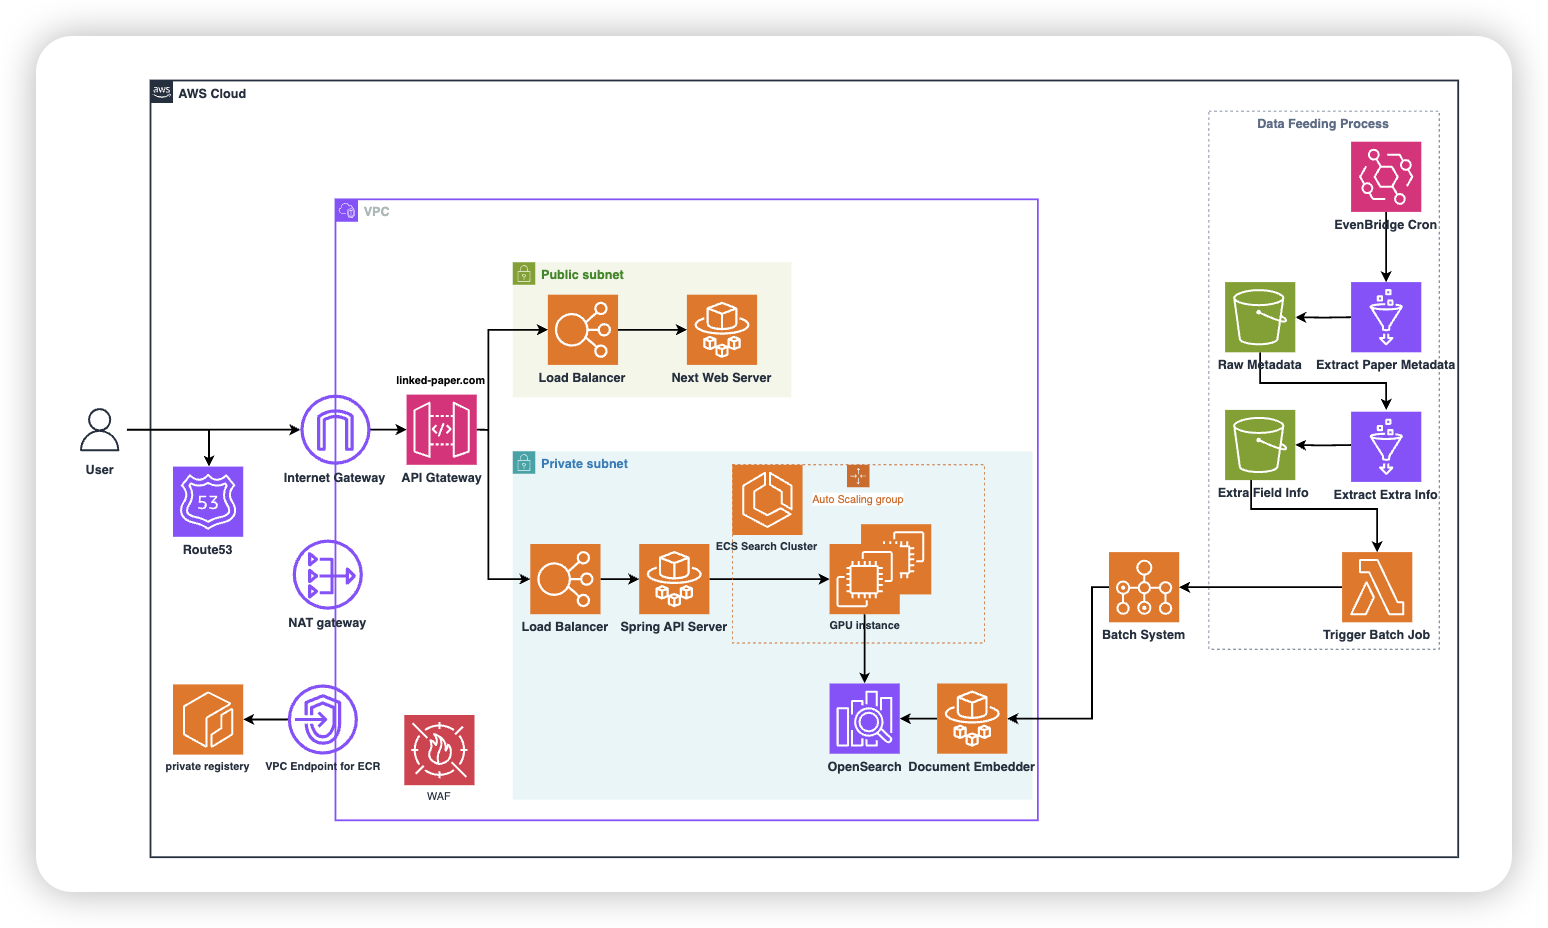 aws
AWS Cloud
Data Feeding Process
EvenBridge Cron
VPC
Public subnet
Raw Metadata
Extract Paper Metadata
Load Balancer
Next Web Server
linked-paper.com
User
Internet Gateway
API Gtateway
Private subnet
Auto Scaling group
Extra Field Info
Extract Extra Info
53
Route53
ECS Search Cluster
NAT gateway
Load Balancer
Spring API Server
GPU instance
Batch System
Trigger Batch Job
private registery
VPC Endpoint for ECR
OpenSearch
Document Embedder
WAF